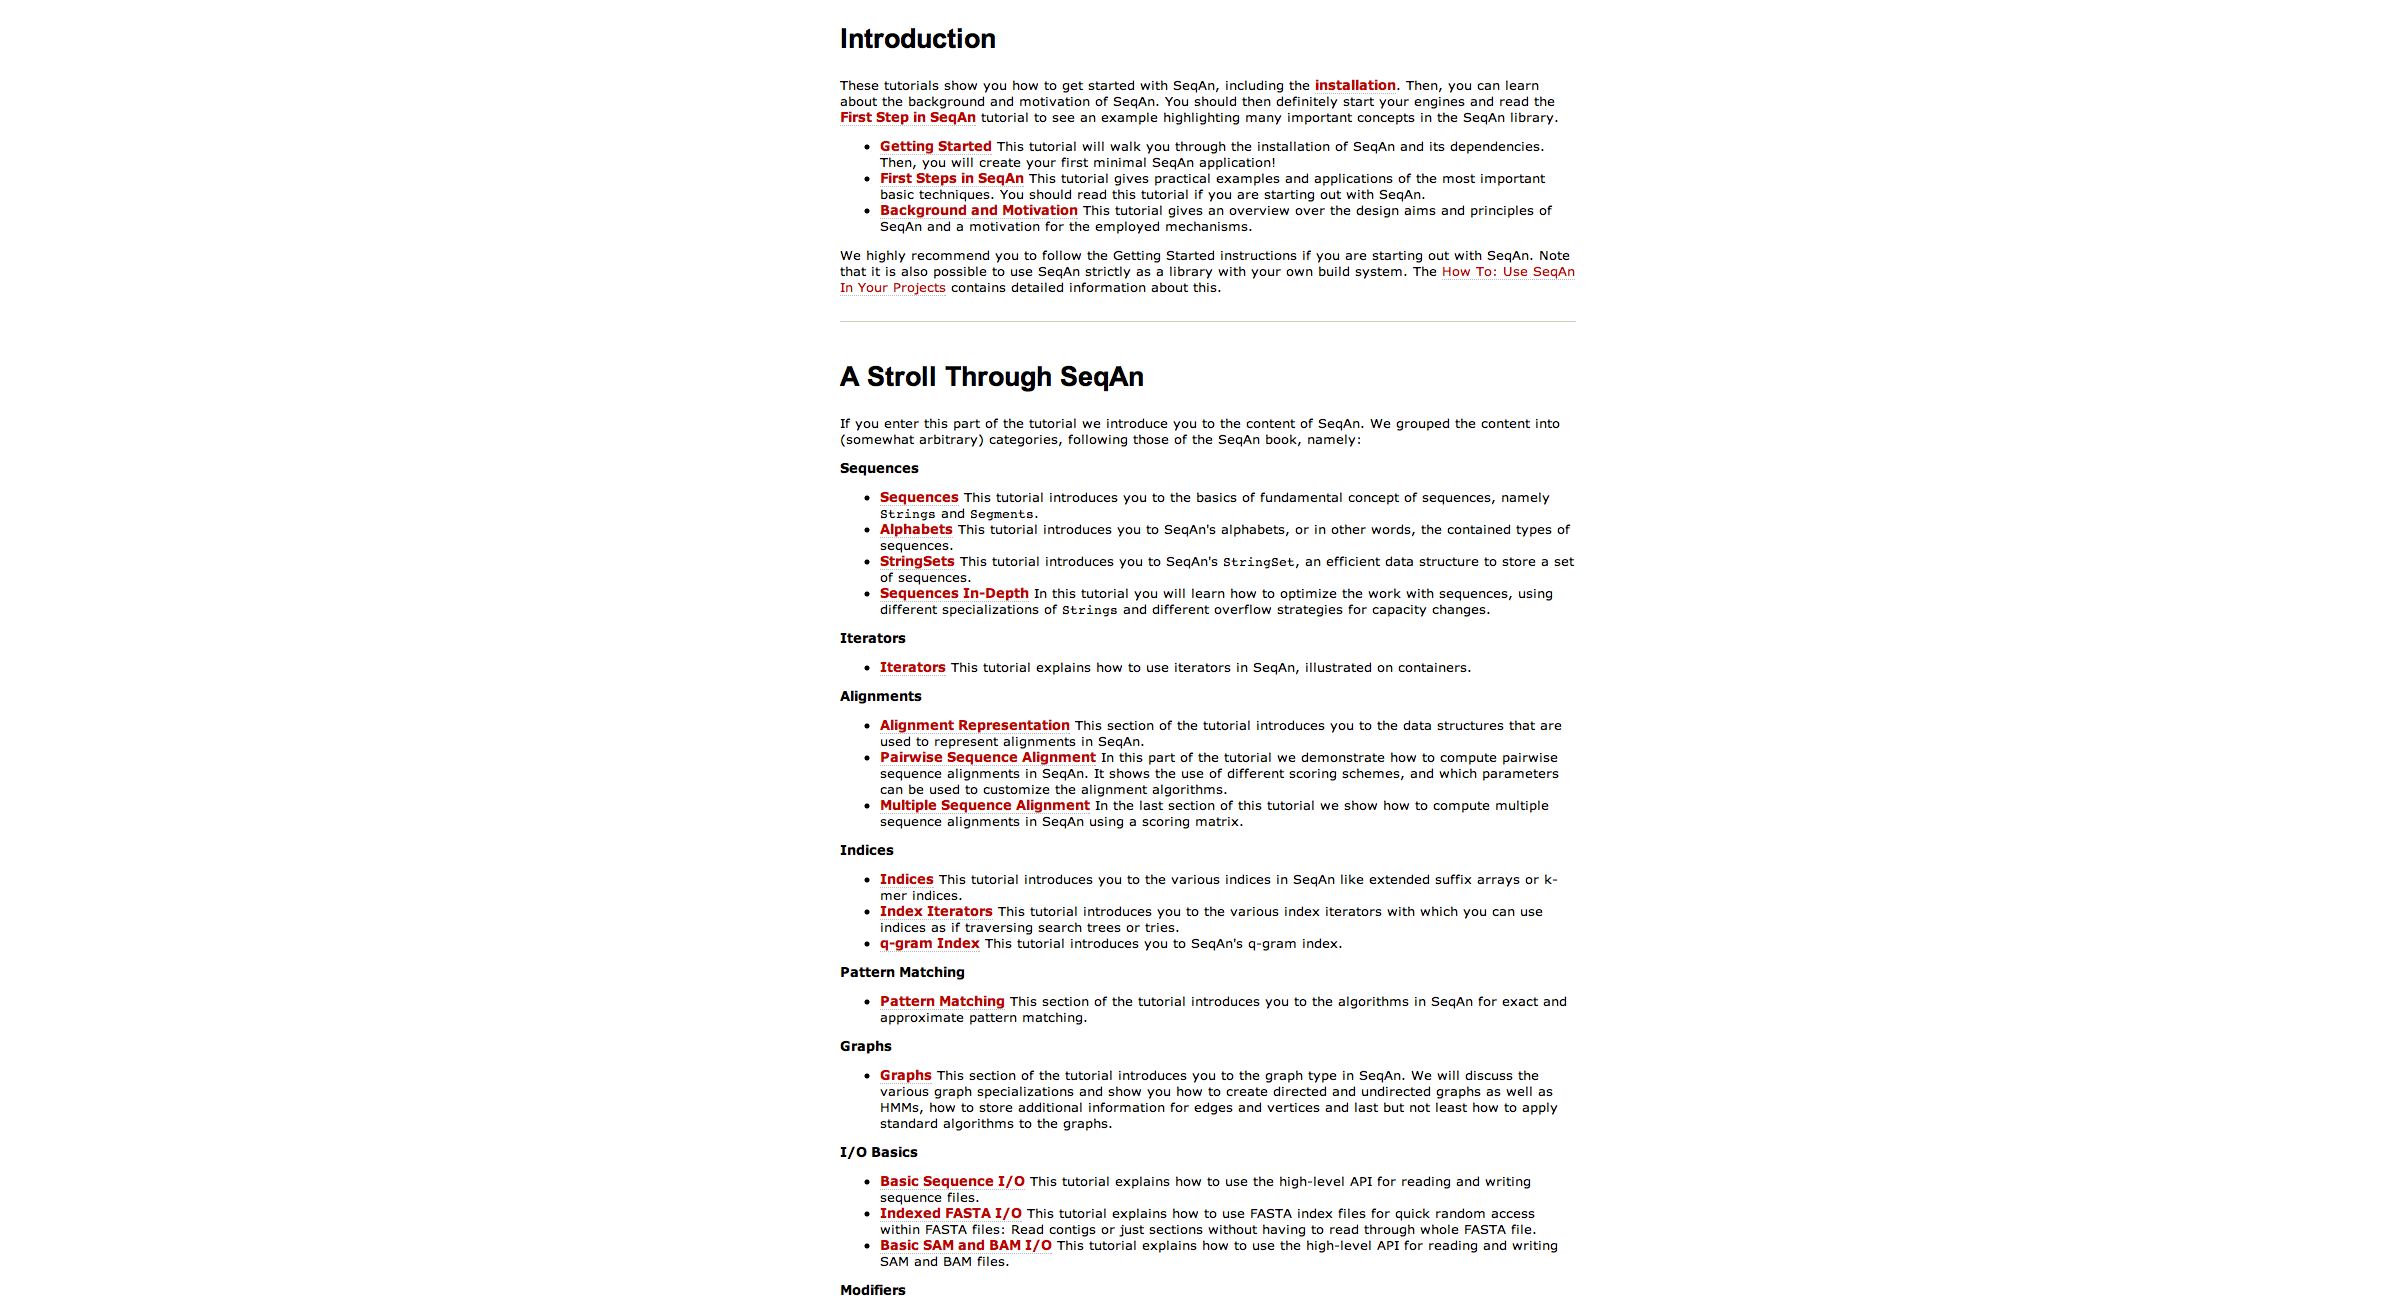 Introduction
These tutorials show you how to get started with SeqAn, including the installation. Then, you can learn
about the background and motivation of SeqAn. You should then definitely start your engines and read the
First Step in SeqAn tutorial to see an example highlighting many important concepts in the SeqAn library.
• Getting Started This tutorial will walk you through the installation of SeqAn and its dependencies.
Then, you will create your first minimal SeqAn application!
• First Steps in SeqAn This tutorial gives practical examples and applications of the most important
basic techniques. You should read this tutorial if you are starting out with SeqAn.
• Background and Motivation This tutorial gives an overview over the design aims and principles of
SeqAn and a motivation for the employed mechanisms.
We highly recommend you to follow the Getting Started instructions if you are starting out with SeqAn. Note
that it is also possible to use SeqAn strictly as a library with your own build system. The How To: Use SeqAn
In Your Projects contains detailed information about this.
A Stroll Through SeqAn
If you enter this part of the tutorial we introduce you to the content of SeqAn. We grouped the content into
(somewhat arbitrary) categories, following those of the SeqAn book, namely:
Sequences
• Sequences This tutorial introduces you to the basics of fundamental concept of sequences, namely
Strings and Segments.
• Alphabets This tutorial introduces you to SeqAn's alphabets, or in other words, the contained types of
sequences.
• StringSets This tutorial introduces you to SeqAn's StringSet, an efficient data structure to store a set
of sequences.
• Sequences In-Depth In this tutorial you will learn how to optimize the work with sequences, using
different specializations of Strings and different overflow strategies for capacity changes.
Iterators
• Iterators This tutorial explains how to use iterators in SeqAn, illustrated on containers.
Alignments
• Alignment Representation This section of the tutorial introduces you to the data structures that are
used to represent alignments in SeqAn.
• Pairwise Sequence Alignment In this part of the tutorial we demonstrate how to compute pairwise
sequence alignments in SeqAn. It shows the use of different scoring schemes, and which parameters
can be used to customize the alignment algorithms.
• Multiple Sequence Alignment In the last section of this tutorial we show how to compute multiple
sequence alignments in SeqAn using a scoring matrix.
Indices
• Indices This tutorial introduces you to the various indices in SeqAn like extended suffix arrays or k-
mer indices.
• Index Iterators This tutorial introduces you to the various index iterators with which you can use
indices as if traversing search trees or tries.
• q-gram Index This tutorial introduces you to SeqAn's q-gram index.
Pattern Matching
• Pattern Matching This section of the tutorial introduces you to the algorithms in SeqAn for exact and
approximate pattern matching.
Graphs
• Graphs This section of the tutorial introduces you to the graph type in SeqAn. We will discuss the
various graph specializations and show you how to create directed and undirected graphs as well as
HMMs, how to store additional information for edges and vertices and last but not least how to apply
standard algorithms to the graphs.
I/O Basics
• Basic Sequence I/O This tutorial explains how to use the high-level API for reading and writing
sequence files.
• Indexed FASTA I/O This tutorial explains how to use FASTA index files for quick random access
within FASTA files: Read contigs or just sections without having to read through whole FASTA file.
• Basic SAM and BAM I/O This tutorial explains how to use the high-level API for reading and writing
SAM and BAM files.
Modifiers